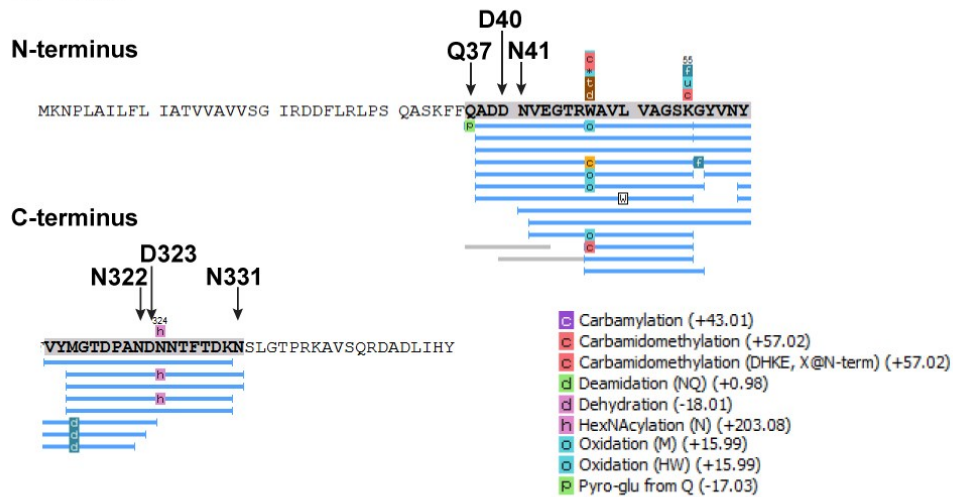 N-terminus
D40
Q37
N41
c
*
t
d
55
f
u
c
MKNPLAILFL IATVVAVVSG IRDDFLRLPS QASKFFQADD NVEGTRWAVL VAGSKGYVNY
p
o
c
f
o
o
W
o
c
C-terminus
D323
N322
N331
324
h
VYMGTDPANDNNTFTDKNSLGTPRKAVSQRDADLIHY
h
h
d
d
d
c Carbamylation (+43.01)
c Carbamidomethylation (+57.02)
c Carbamidomethylation (DHKE, X@N-term) (+57.02)
d Deamidation (NQ) (+0.98)
d Dehydration (-18.01)
h HexNAcylation (N) (+203.08)
o Oxidation (M) (+15.99)
o Oxidation (HW) (+15.99)
p Pyro-glu from Q (-17.03)